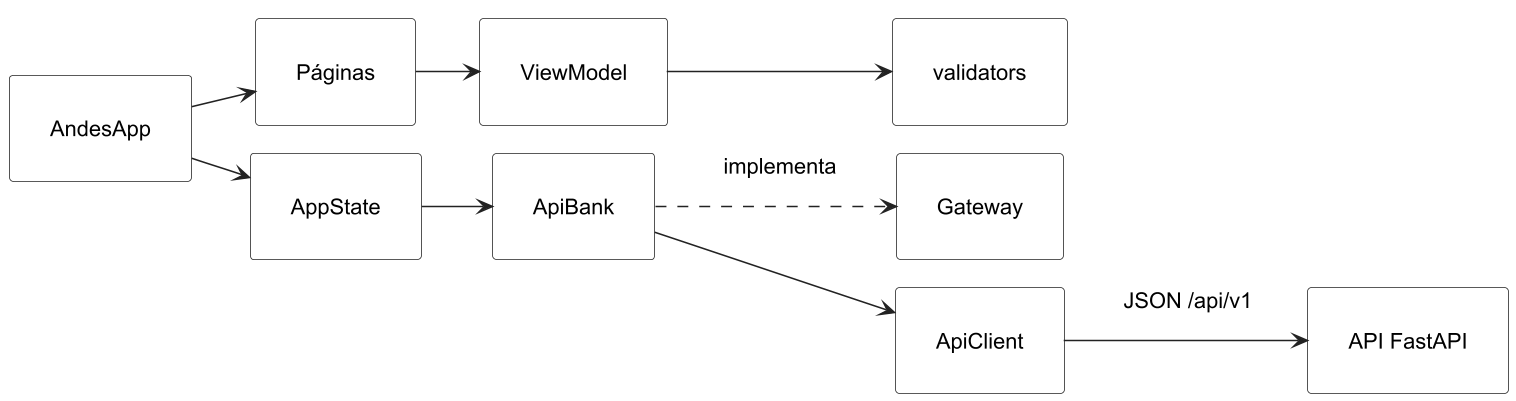 Páginas
ViewModel
validators
AndesApp
implementa
AppState
ApiBank
Gateway
JSON /api/v1
ApiClient
API FastAPI